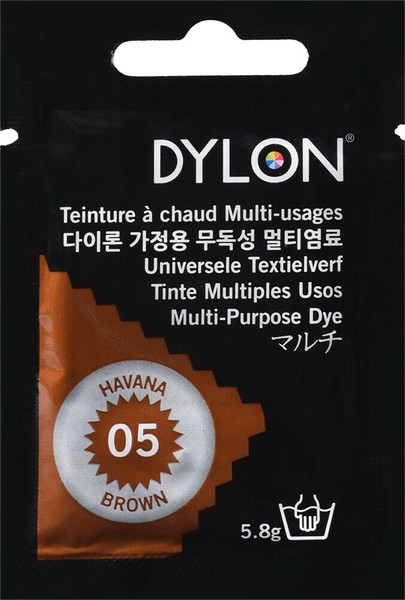 DYLON®
Teinture à chaud Multi-usages
다이론 가정용 무독성 멀티염료
Universele Textielverf
Tinte Multiples Usos
Multi-Purpose Dye
マルチ
HAVANA
05
BROWN
5.8g